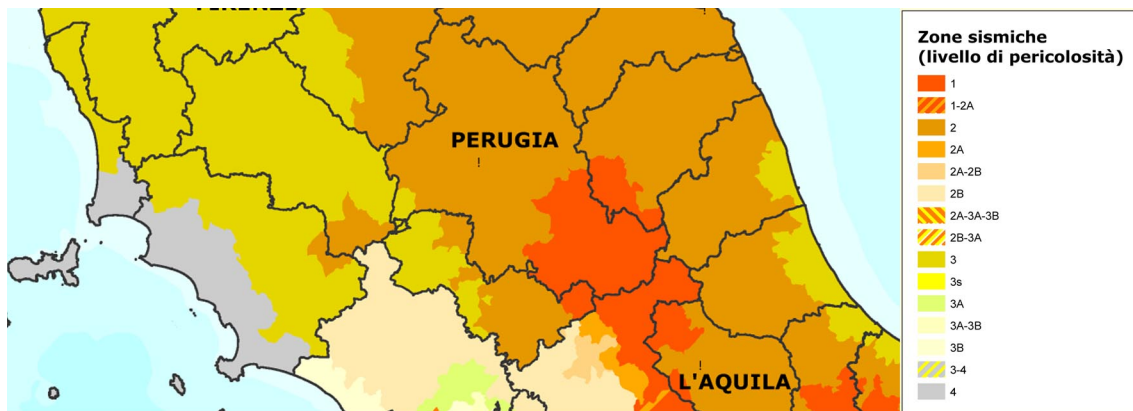 FIRENZE
PERUGIA
L'AQUILA
Zone sismiche
(livello di pericolosità)
1
1-2A
2
2A
2A-2B
2B
2A-3A-3B
2B-3A
3
3s
3A
3A-3B
3B
3-4
4